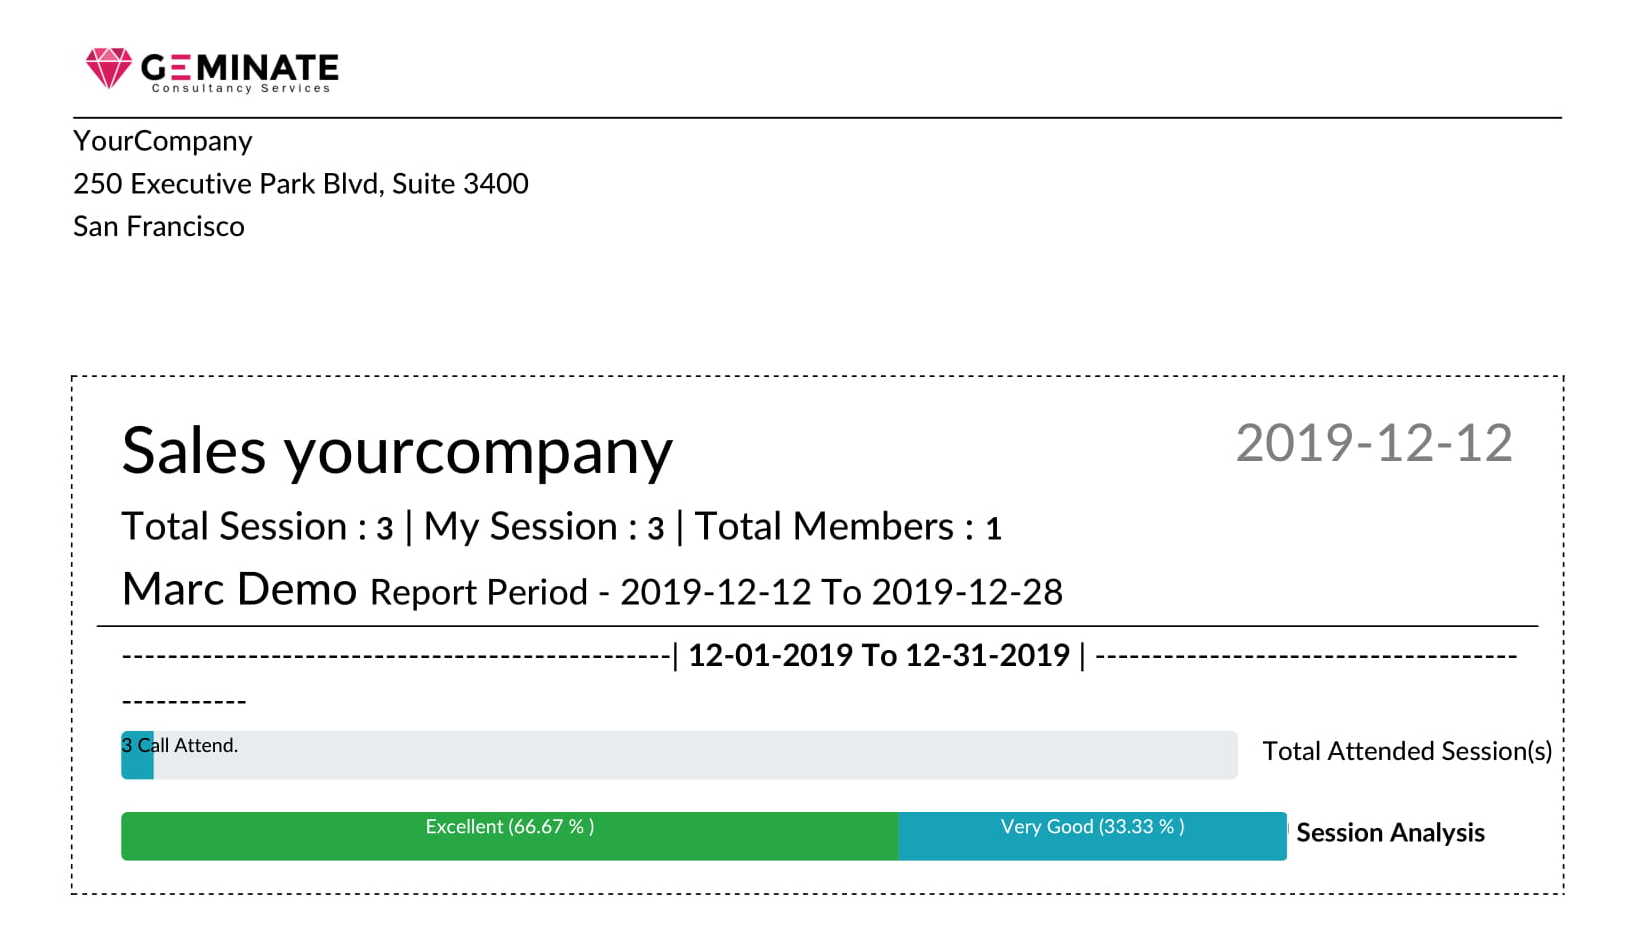 GEMINATE
Consultancy Services
YourCompany
250 Executive Park Blvd, Suite 3400
San Francisco
Sales yourcompany
2019-12-12
Total Session : 3 | My Session : 3 | Total Members : 1
Marc Demo Report Period - 2019-12-12 To 2019-12-28
------------------------------------------------| 12-01-2019 To 12-31-2019 | -------------------------------------
-----------
3 Call Attend.
Total Attended Session(s)
Excellent (66.67 % )
Very Good (33.33 % )
Session Analysis